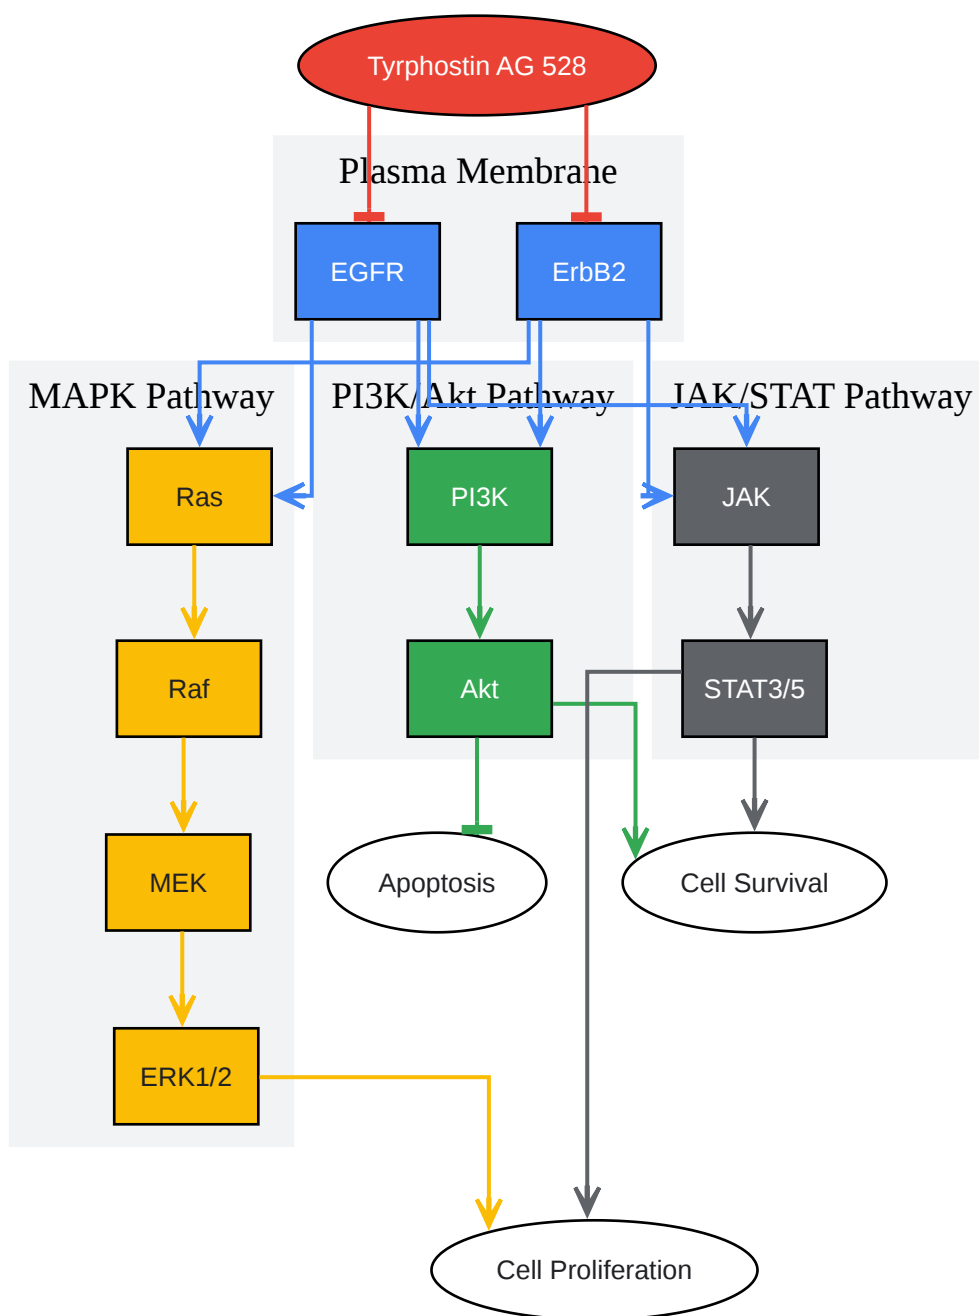 Tyrphostin AG 528
Plasma Membrane
EGFR
ErbB2
MAPK Pathway
PI3K/Akt Pathway
JAK/STAT Pathway
Ras
PI3K
JAK
Raf
Akt
STAT3/5
MEK
Apoptosis
Cell Survival
ERK1/2
Cell Proliferation